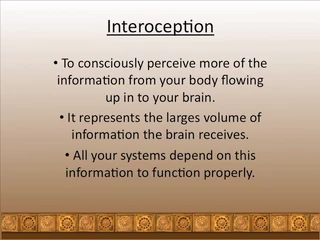 Interoception
• To consciously perceive more of the
information from your body flowing
up in to your brain.
• It represents the larges volume of
information the brain receives.
• All your systems depend on this
information to function properly.